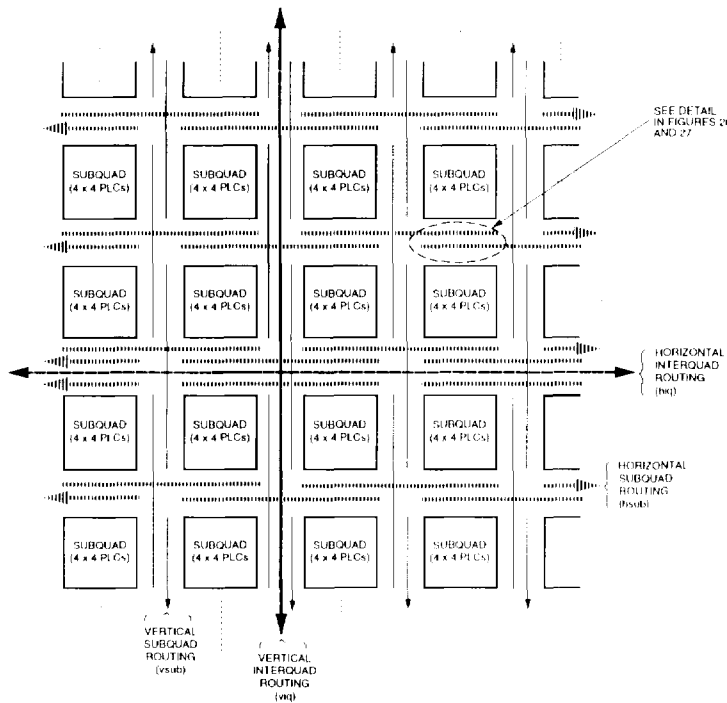 SEE DETAIL
IN FIGURES
AND 27
SUBQUAD
(4 x 4 PLCs)
SUBQUAD
(4 x 4 PLCs)
SUBQUAD
(4 x 4 PLCs)
SUBQUAD
(4 x 4 PLCs)
SUBQUAD
(4 x 4 PLCs)
SUBQUAD
(4 x 4 PLCs)
SUBQUAD
(4 x 4 PLCs)
SUBQUAD
(4 x 4 PLCs)
HORIZONTAL
INTERQUAD
ROUTING
(hiq)
SUBQUAD
(4 x 4 PLCs)
SUBQUAD
(4 x 4 PLCs)
SUBQUAD
(4 x 4 PLCs)
SUBQUAD
(4 x 4 PLCs)
HORIZONTAL
SUBQUAD
ROUTING
(hsub)
SUBQUAD
(4 x 4 PLCs)
SUBQUAD
(4 x 4 PLCs
SUBQUAD
(4 x 4 PLCs)
SUBQUAD
(4 x 4 PLCs)
VERTICAL
SUBQUAD
ROUTING
(vsub)
VERTICAL
INTERQUAD
ROUTING
(viq)